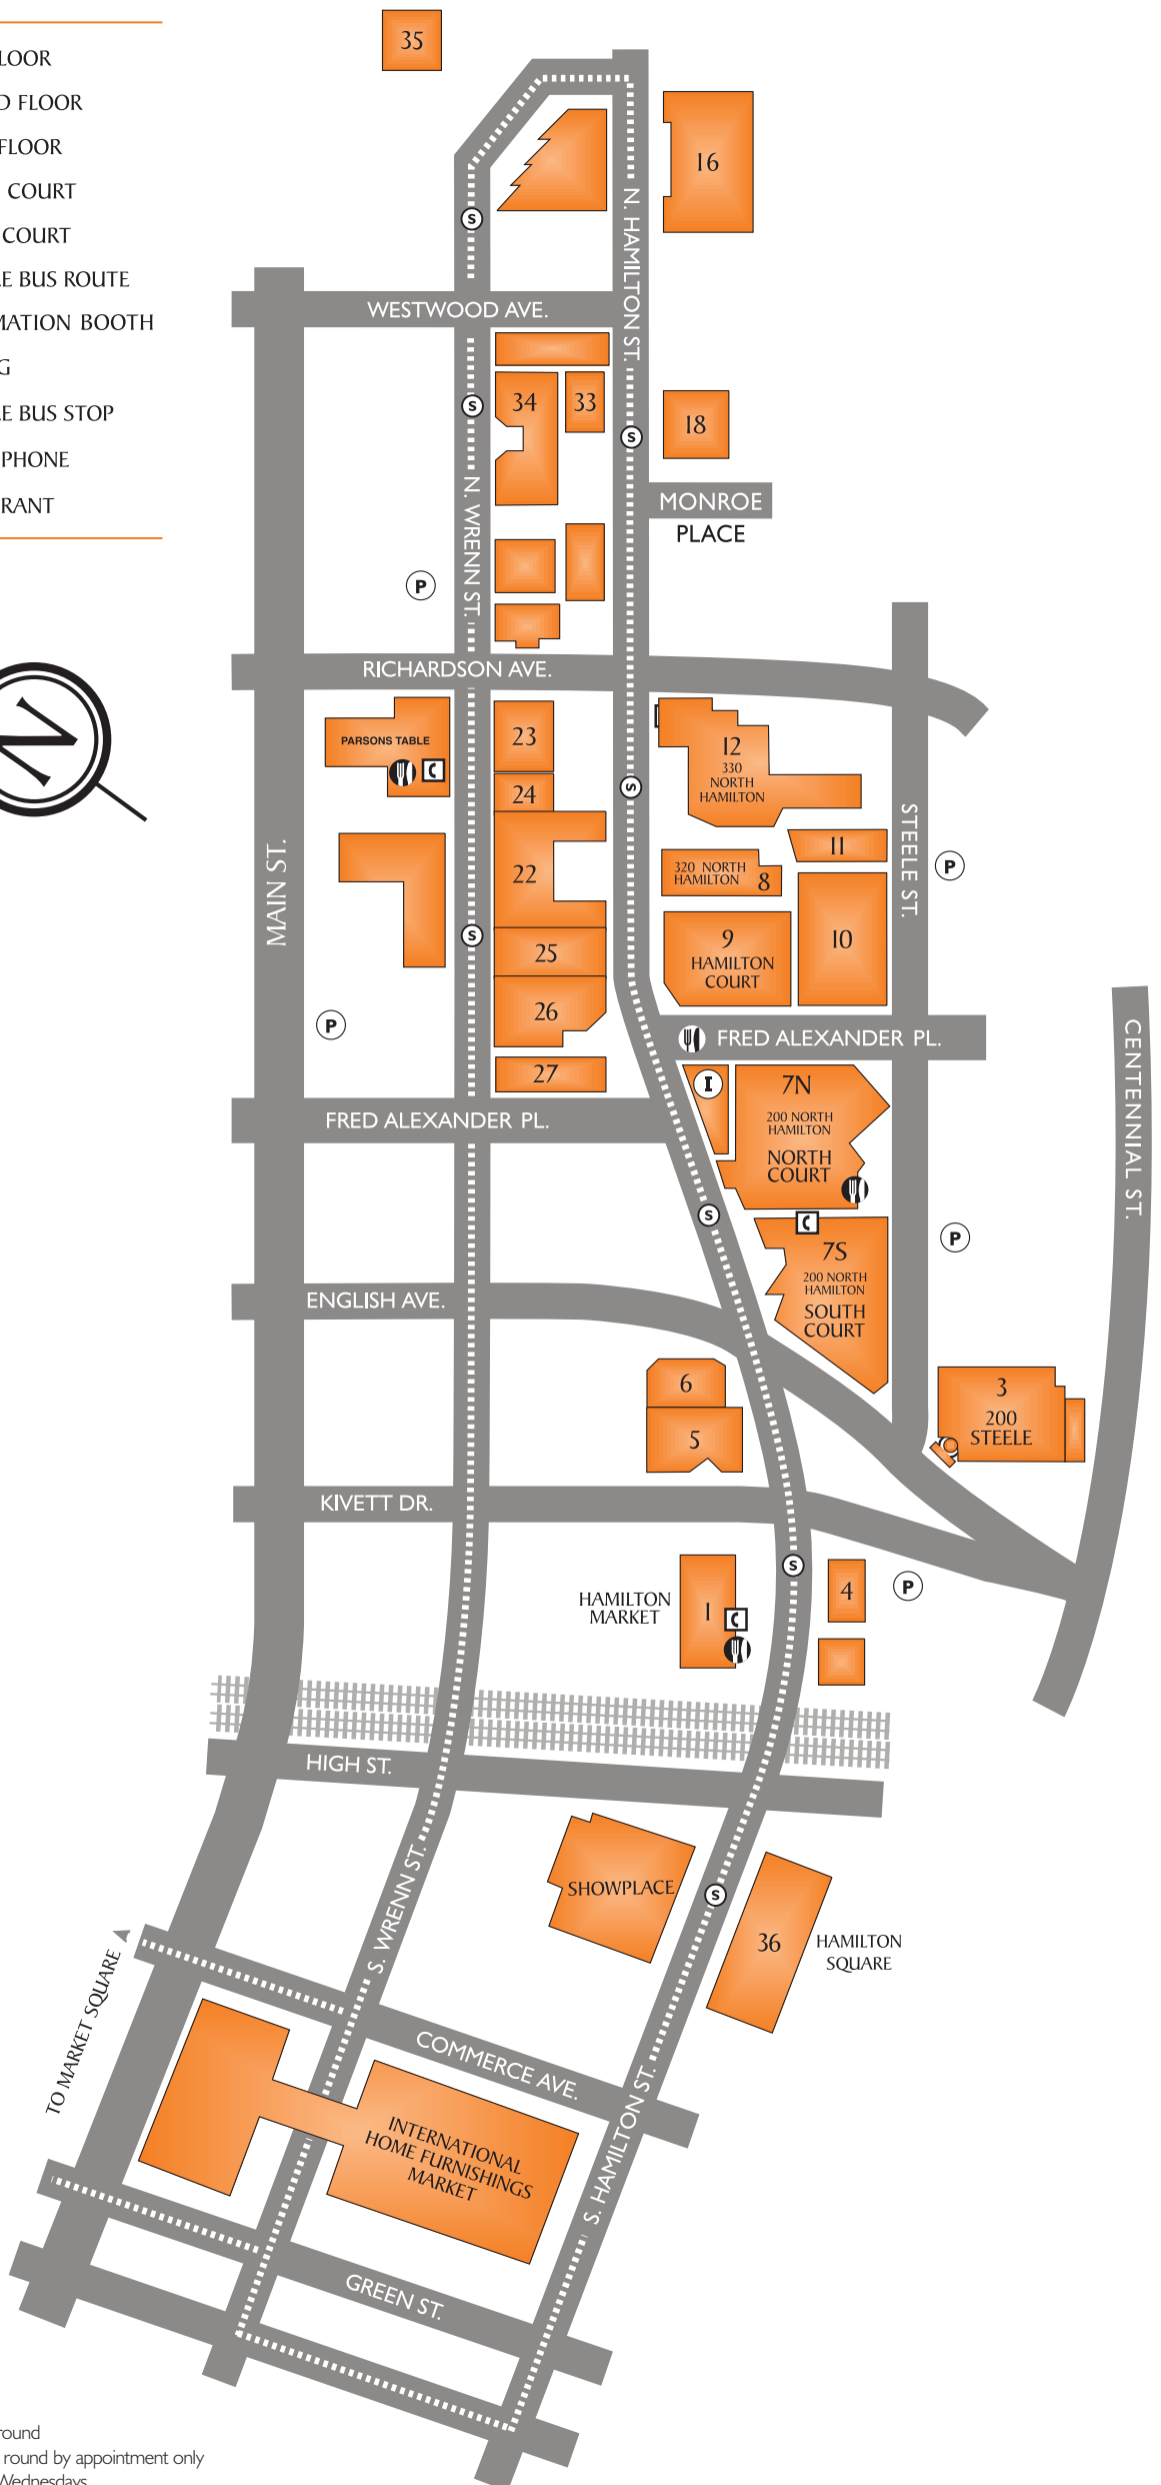 35
LOOR
D FLOOR
FLOOR
COURT
COURT
E BUS ROUTE
MATION BOOTH
G
E BUS STOP
PHONE
RANT
16
S
N. HAMILTON ST.
WESTWOOD AVE.
34
33
S
18
S
MONROE
PLACE
N. WRENN ST.
P
RICHARDSON AVE.
N
PARSONS TABLE
23
24
22
25
26
27
12
330
NORTH
HAMILTON
S
11
320 NORTH
HAMILTON 8
9
HAMILTON
COURT
10
STEELE ST.
P
MAIN ST.
S
P
FRED ALEXANDER PL.
CENTENNIAL ST.
I
7N
200 NORTH
HAMILTON
NORTH
COURT
FRED ALEXANDER PL.
S
7S
200 NORTH
HAMILTON
SOUTH
COURT
P
ENGLISH AVE.
6
5
3
200
STEELE
KIVETT DR.
S
HAMILTON
MARKET
1
4
P
HIGH ST.
SHOWPLACE
S
36
HAMILTON
SQUARE
S. WRENN ST.
TO MARKET SQUARE
COMMERCE AVE.
INTERNATIONAL
HOME FURNISHINGS
MARKET
S. HAMILTON ST.
GREEN ST.
round
round by appointment only
Wednesdays